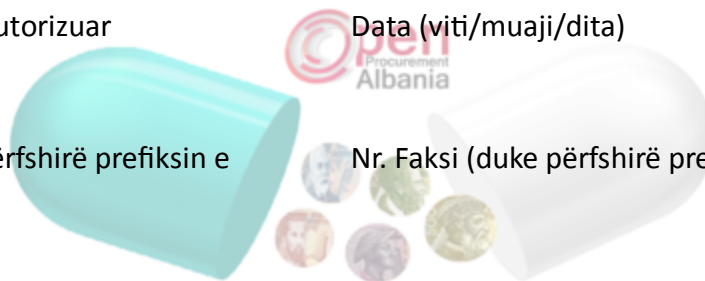 utorizuar Data (viti/muaji/dita)
Open
Procurement
Albania
ërfshirë prefiksin e Nr. Faksi (duke përfshirë pre